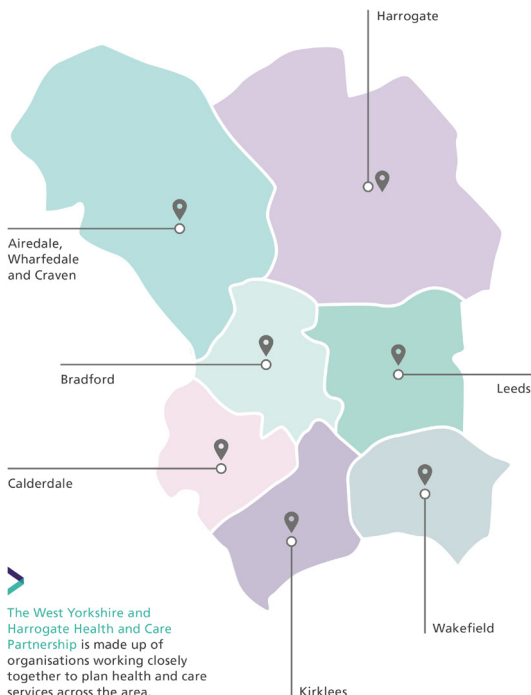 Harrogate
Airedale,
Wharfedale
and Craven
Bradford
Leeds
Calderdale
The West Yorkshire and
Harrogate Health and Care
Partnership is made up of
organisations working closely
together to plan health and care
services across the area.
Wakefield
Kirklees